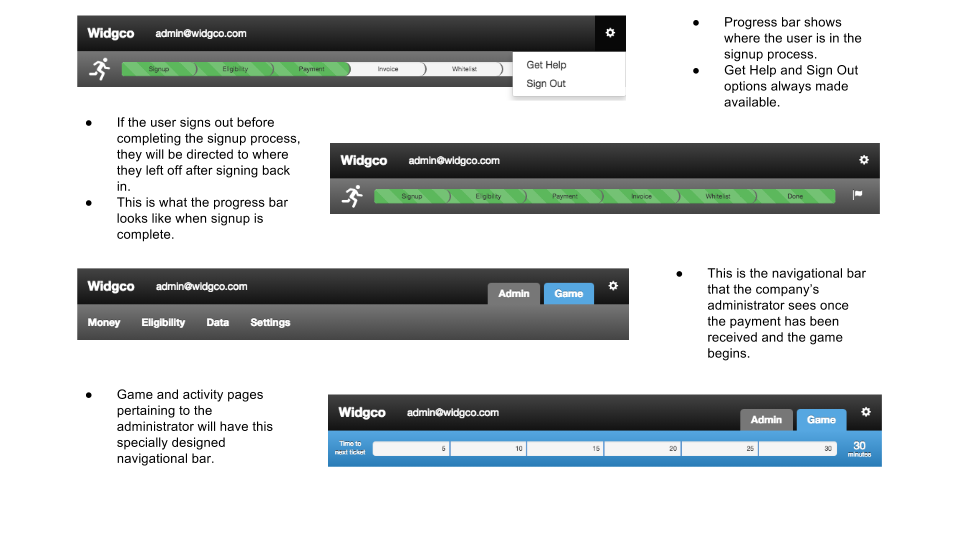 Widgco admin@widgco.com
Signup Eligibility Payment Invoice Whitelist
Get Help
Sign Out
● Progress bar shows
where the user is in the
signup process.
● Get Help and Sign Out
options always made
available.
● If the user signs out before
completing the signup process,
they will be directed to where
they left off after signing back
in.
● This is what the progress bar
looks like when signup is
complete.
Widgco admin@widgco.com
Signup Eligibility Payment Invoice Whitelist Done
Widgco admin@widgco.com Admin Game
Money Eligibility Data Settings
● This is the navigational bar
that the company’s
administrator sees once
the payment has been
received and the game
begins.
● Game and activity pages
pertaining to the
administrator will have this
specially designed
navigational bar.
Widgco admin@widgco.com Admin Game
Time to
next ticket
5 10 15 20 25 30
30
minutes